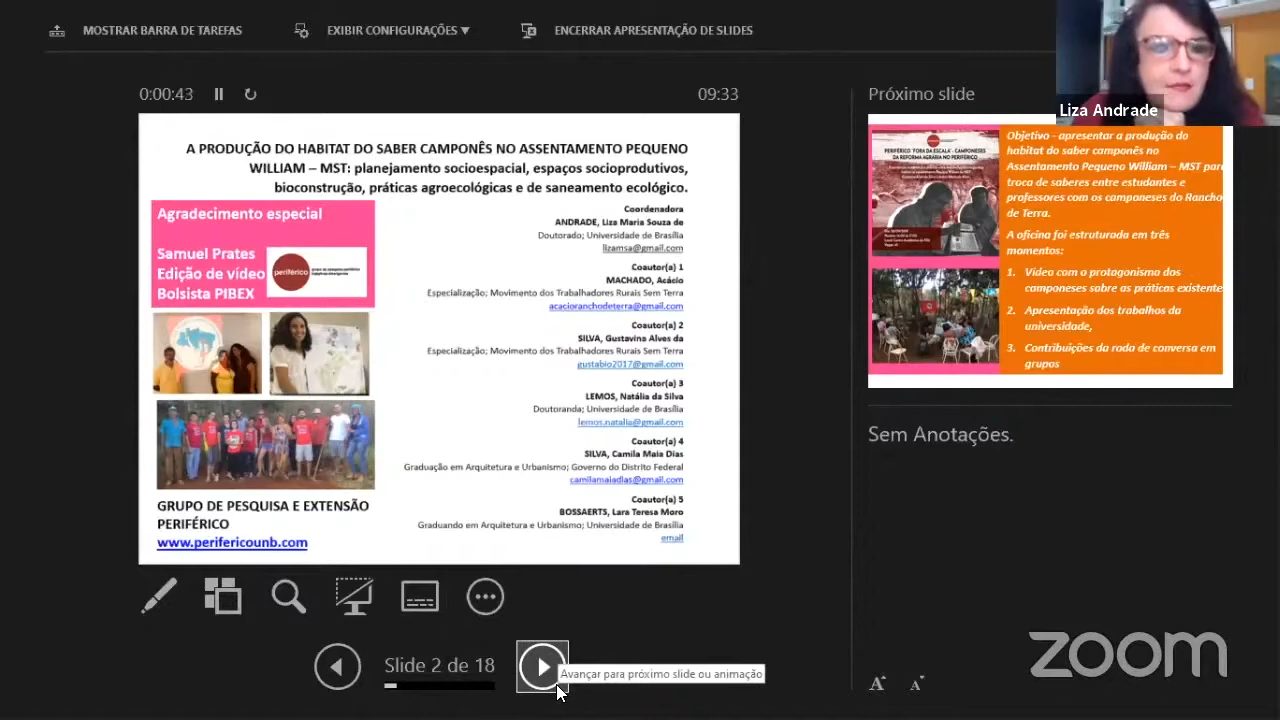 MOSTRAR BARRA DE TAREFAS
EXIBIR CONFIGURAÇÕES ▼
ENCERRAR APRESENTAÇÃO DE SLIDES
Liza Andrade
0:00:43
09:33
A PRODUÇÃO DO HABITAT DO SABER CAMPONÊS NO ASSENTAMENTO PEQUENO
WILLIAM – MST: planejamento socioespacial, espaços socioprodutivos,
bioconstrução, práticas agroecológicas e de saneamento ecológico.
Agradecimento especial
Samuel Prates
Edição de vídeo
Bolsista PIBEX
periférico
GRUPO DE PESQUISA E EXTENSÃO
PERIFÉRICO
www.perifericounb.com
Coordenadora
ANDRADE, Liza Maria Souza de
Doutorado; Universidade de Brasília
lizamsa@gmail.com
Coautor(a) 1
MACHADO, Acácio
Especialização; Movimento dos Trabalhadores Rurais Sem Terra
acacioranchodeterra@gmail.com
Coautor(a) 2
SILVA, Gustavina Alves da
Especialização; Movimento dos Trabalhadores Rurais Sem Terra
gustabio2017@gmail.com
Coautor(a) 3
LEMOS, Natália da Silva
Doutoranda; Universidade de Brasília
lemos.natalia@gmail.com
Coautor(a) 4
SILVA, Camila Maia Dias
Graduação em Arquitetura e Urbanismo; Governo do Distrito Federal
camilamaiadias@gmail.com
Coautor(a) 5
BOSSAERTS, Lara Teresa Moro
Graduando em Arquitetura e Urbanismo; Universidade de Brasília
email
Próximo slide
PERIFÉRICO "FORA DA ESCALA" - CAMPONESES
DA REFORMA AGRÁRIA NO PERIFÉRICO
Objetivo - apresentar a produção do
habitat do saber camponês no
Assentamento Pequeno William – MST para
troca de saberes entre estudantes e
professores com os camponeses do Rancho
de Terra.
A oficina foi estruturada em três
momentos:
1. Vídeo com o protagonismo dos
camponeses sobre as práticas existente
2. Apresentação dos trabalhos da
universidade,
3. Contribuições da roda de conversa em
grupos
Sem Anotações.
Slide 2 de 18
Avançar para próximo slide ou animação
A A
zoom